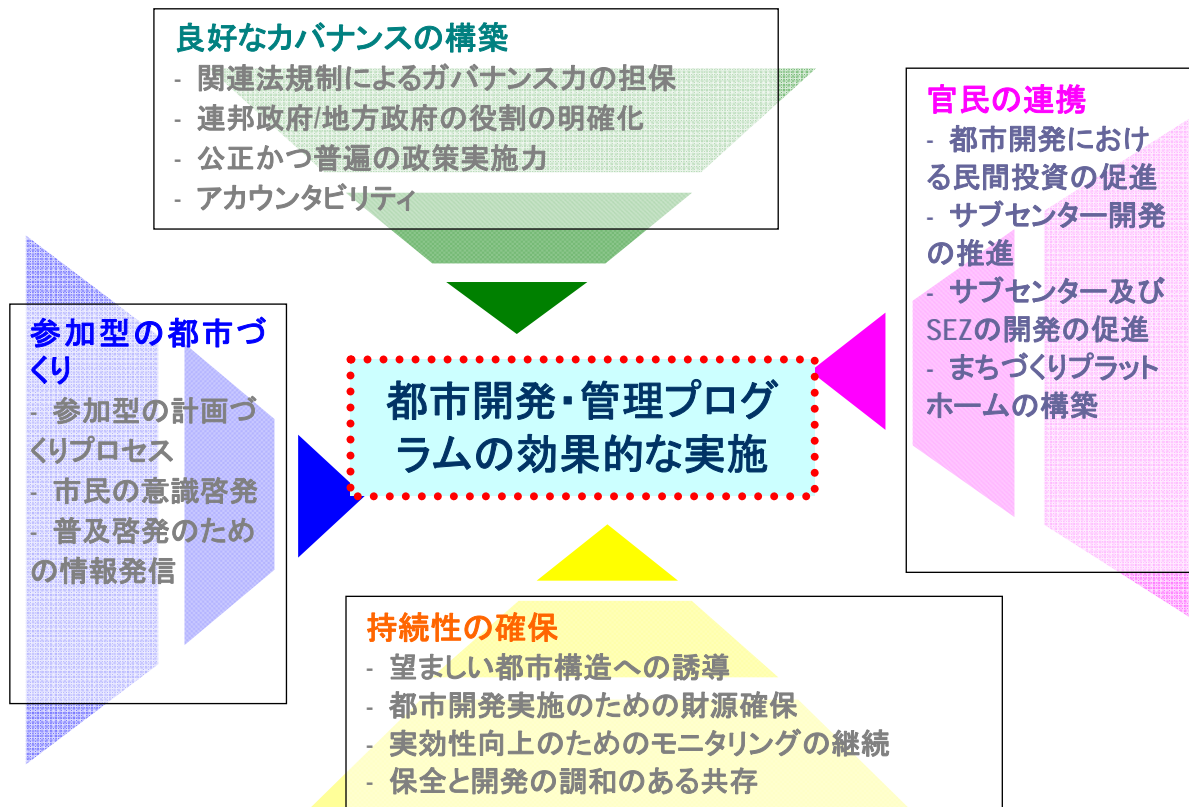 良好なカバナンスの構築
- 関連法規制によるガバナンス力の担保
- 連邦政府/地方政府の役割の明確化
- 公正かつ普遍の政策実施力
- アカウンタビリティ
官民の連携
- 都市開発におけ
る民間投資の促進
- サブセンター開発
の推進
- サブセンター及び
SEZの開発の促進
- まちづくりプラット
ホームの構築
参加型の都市づ
くり
- 参加型の計画づ
くりプロセス
- 市民の意識啓発
- 普及啓発のため
の情報発信
都市開発・管理プログ
ラムの効果的な実施
持続性の確保
- 望ましい都市構造への誘導
- 都市開発実施のための財源確保
- 実効性向上のためのモニタリングの継続
- 保全と開発の調和のある共存